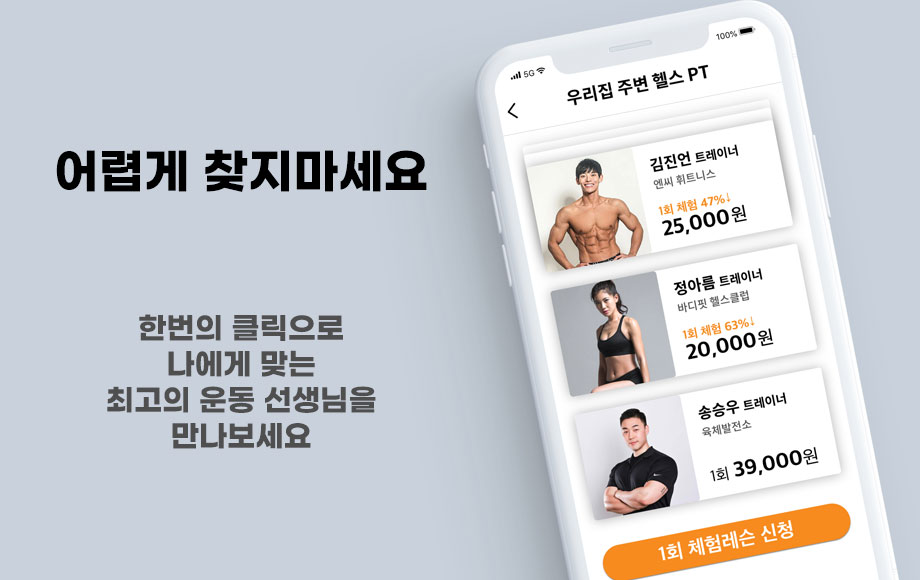 어렵게 찾지마세요
한번의 클릭으로
나에게 맞는
최고의 운동 선생님을
만나보세요
5G
100%
우리집 주변 헬스 PT
김진언 트레이너
엔씨 휘트니스
1회 체험 47%↓
25,000원
정아름 트레이너
바디핏 헬스클럽
1회 체험 63%↓
20,000원
송승우 트레이너
육체발전소
1회 39,000원
1회 체험레슨 신청